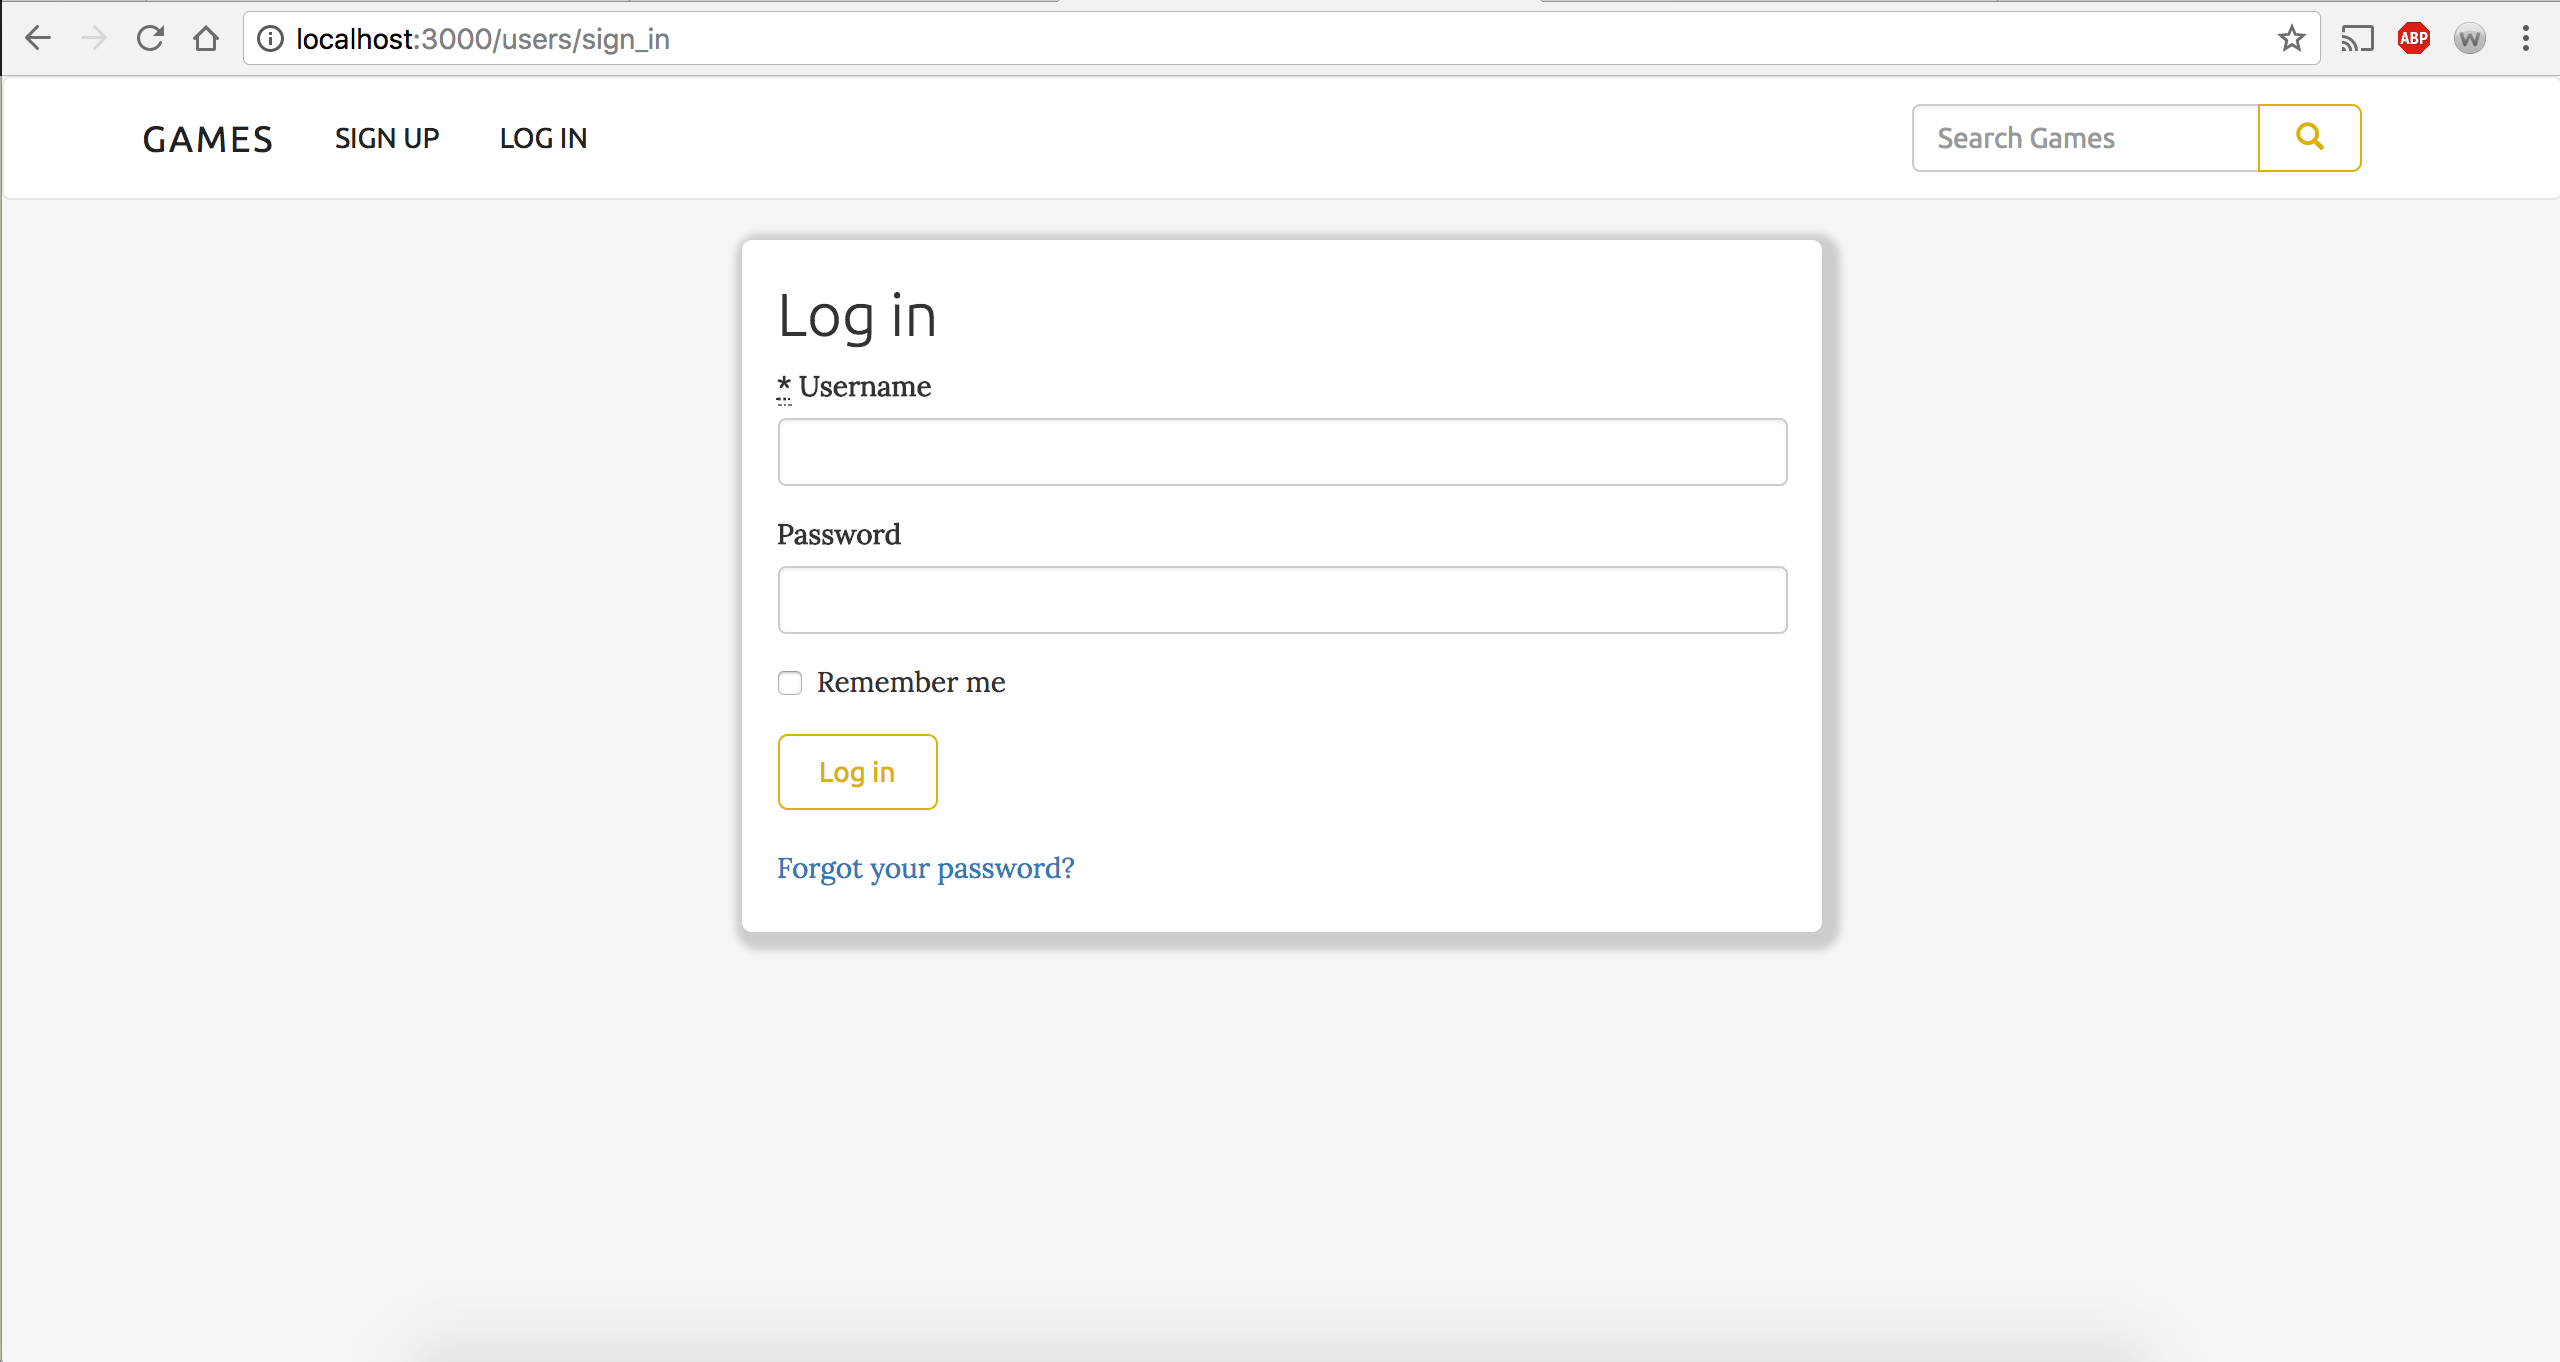 localhost:3000/users/sign_in
ABP
W
GAMES SIGN UP LOG IN Search Games
Log in
* Username
Password
Remember me
Log in
Forgot your password?